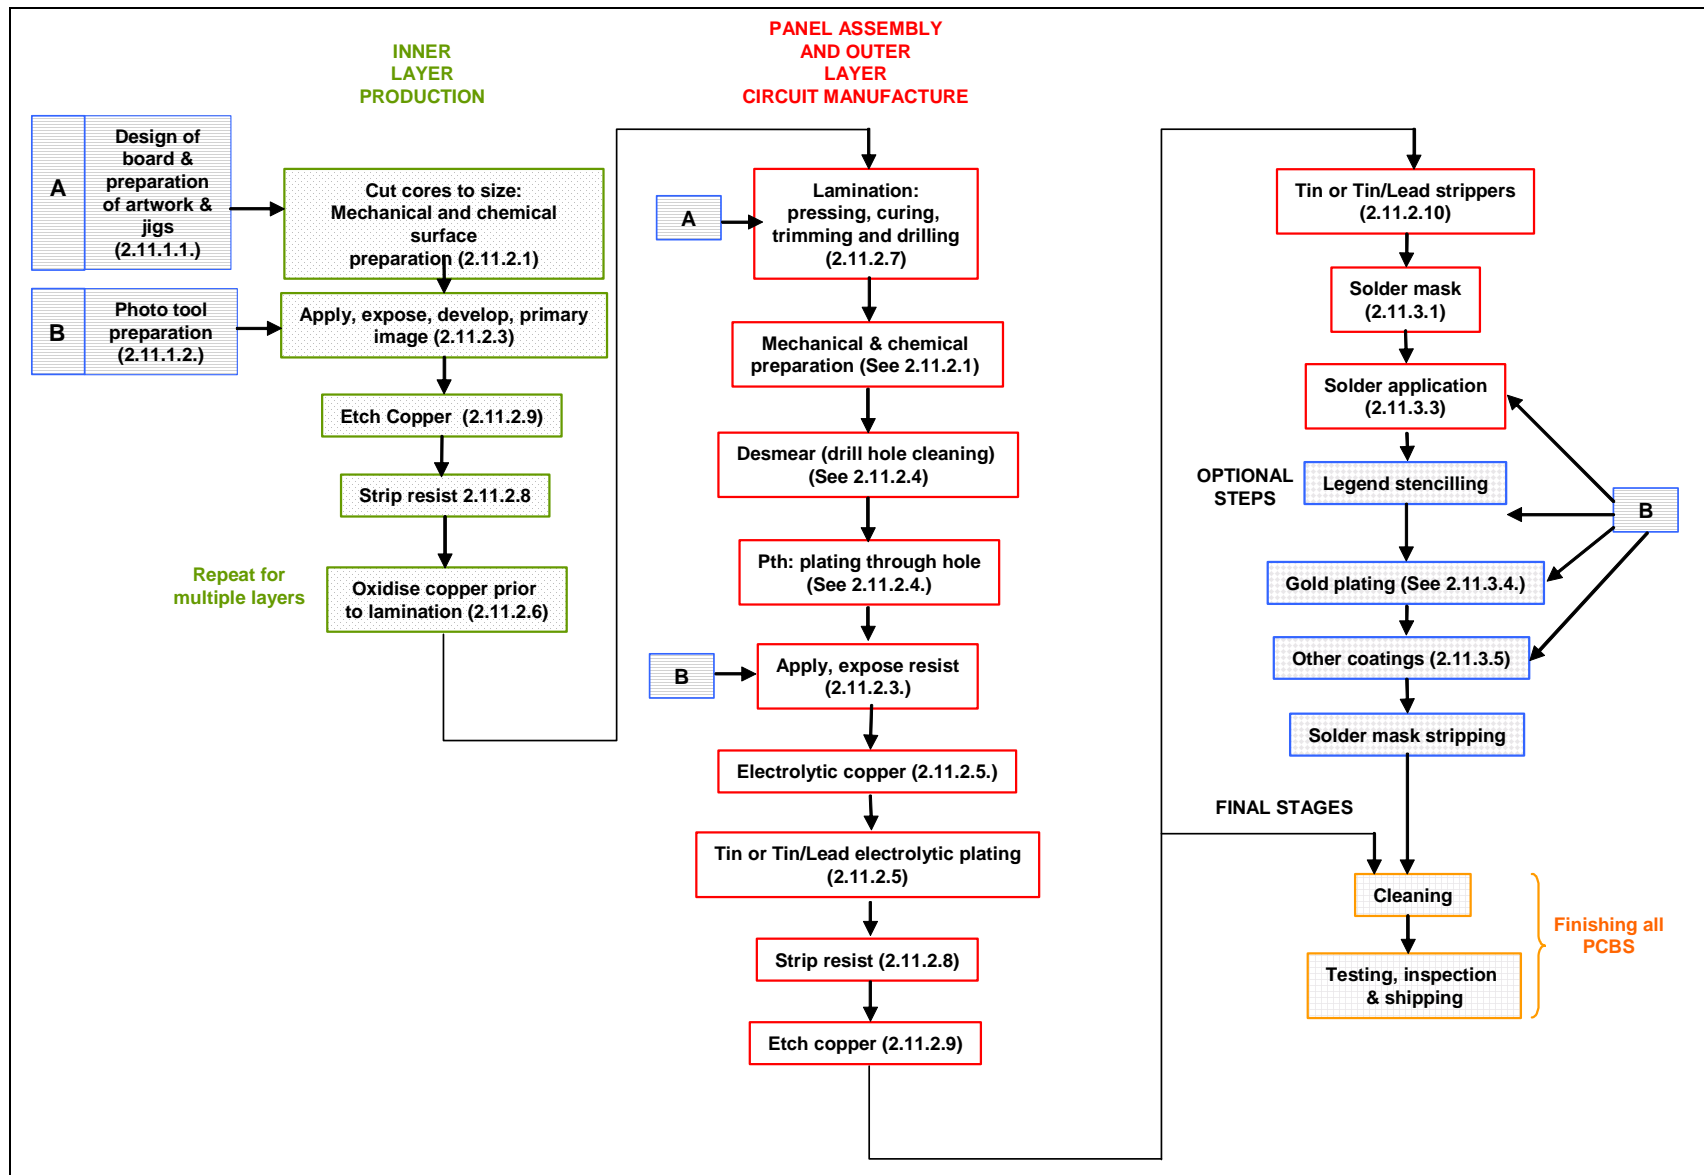 INNER
LAYER
PRODUCTION
A
Design of
board &
preparation
of artwork &
jigs
(2.11.1.1.)
Cut cores to size:
Mechanical and chemical
surface
preparation (2.11.2.1)
B
Photo tool
preparation
(2.11.1.2.)
Apply, expose, develop, primary
image (2.11.2.3)
Etch Copper (2.11.2.9)
Strip resist 2.11.2.8
Repeat for
multiple layers
Oxidise copper prior
to lamination (2.11.2.6)
PANEL ASSEMBLY
AND OUTER
LAYER
CIRCUIT MANUFACTURE
A
Lamination:
pressing, curing,
trimming and drilling
(2.11.2.7)
Mechanical & chemical
preparation (See 2.11.2.1)
Desmear (drill hole cleaning)
(See 2.11.2.4)
Pth: plating through hole
(See 2.11.2.4.)
B
Apply, expose resist
(2.11.2.3.)
Electrolytic copper (2.11.2.5.)
Tin or Tin/Lead electrolytic plating
(2.11.2.5)
Strip resist (2.11.2.8)
Etch copper (2.11.2.9)
Tin or Tin/Lead strippers
(2.11.2.10)
Solder mask
(2.11.3.1)
Solder application
(2.11.3.3)
OPTIONAL
STEPS
Legend stencilling
B
Gold plating (See 2.11.3.4.)
Other coatings (2.11.3.5)
Solder mask stripping
FINAL STAGES
Cleaning
Testing, inspection
& shipping
Finishing all
PCBS